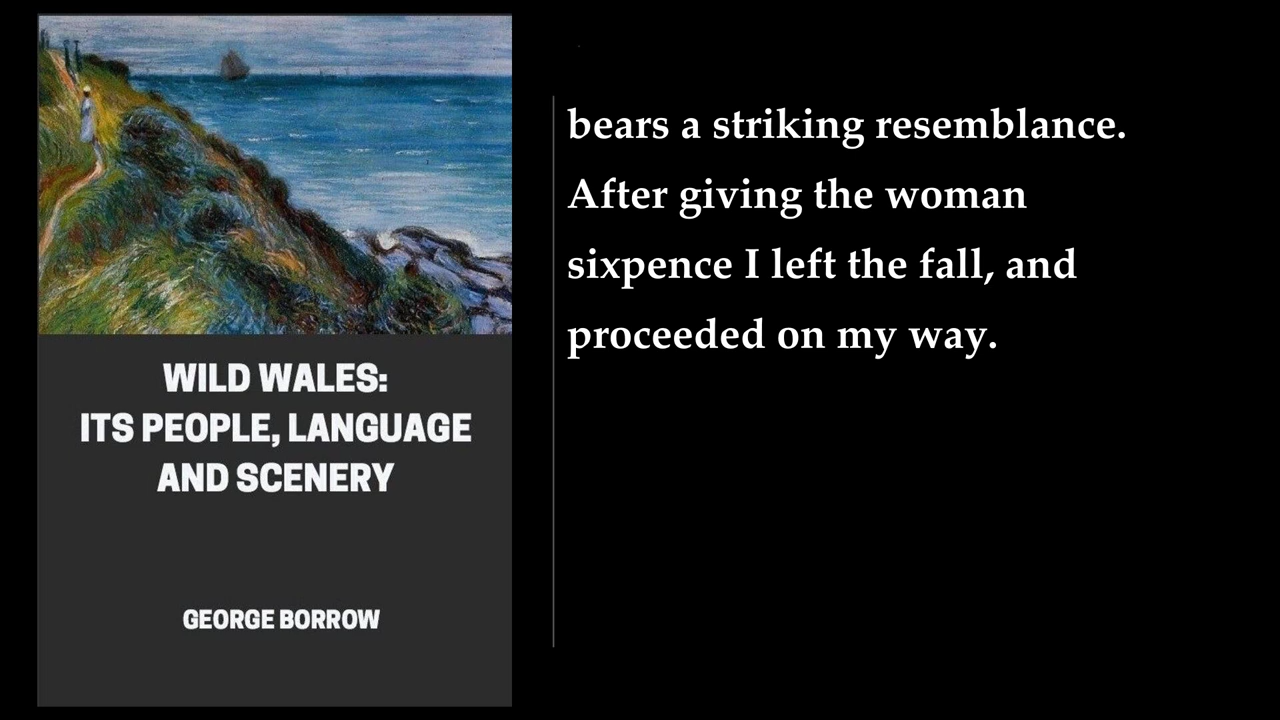 WILD WALES:
ITS PEOPLE, LANGUAGE
AND SCENERY
GEORGE BORROW
bears a striking resemblance.
After giving the woman
sixpence I left the fall, and
proceeded on my way.